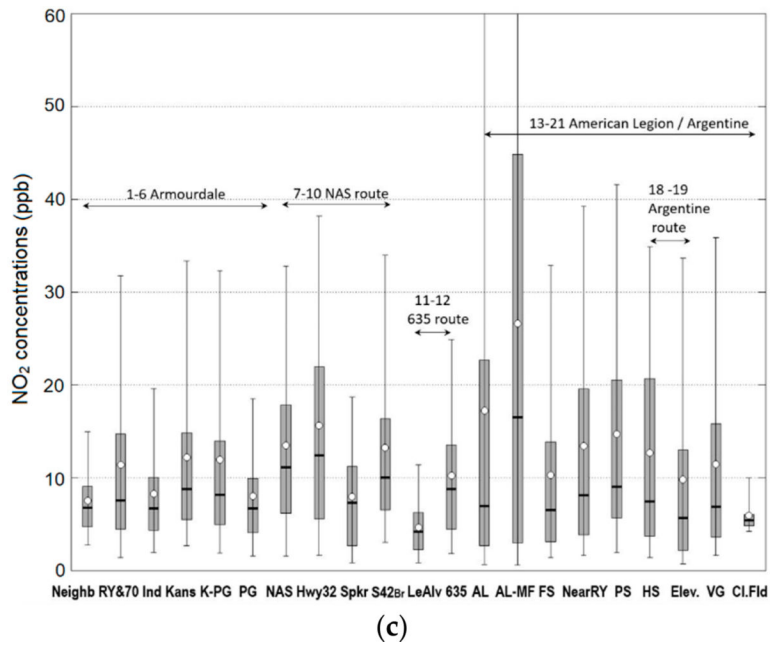 60
50
40
30
20
10
0
NO₂ concentrations (ppb)
1-6 Armourdale
7-10 NAS route
11-12
635 route
13-21 American Legion / Argentine
18 -19
Argentine
route
Neighb RY&70 Ind Kans K-PG PG NAS Hwy32 Spkr S42Br LeAlv 635 AL AL-MF FS NearRY PS HS Elev. VG Cl.Fld
(c)